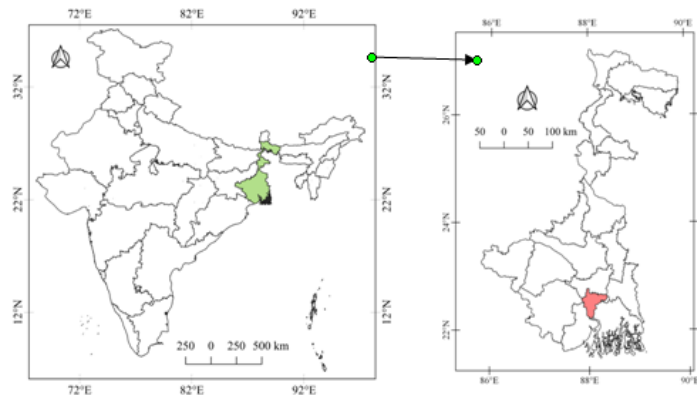 72°E 82°E 92°E
32°N 32°N
22°N 22°N
12°N 12°N
250 0 250 500 km
72°E 82°E 92°E
86°E 88°E 90°E
50 0 50 100 km
26°N 26°N
24°N 24°N
22°N 22°N
86°E 88°E 90°E